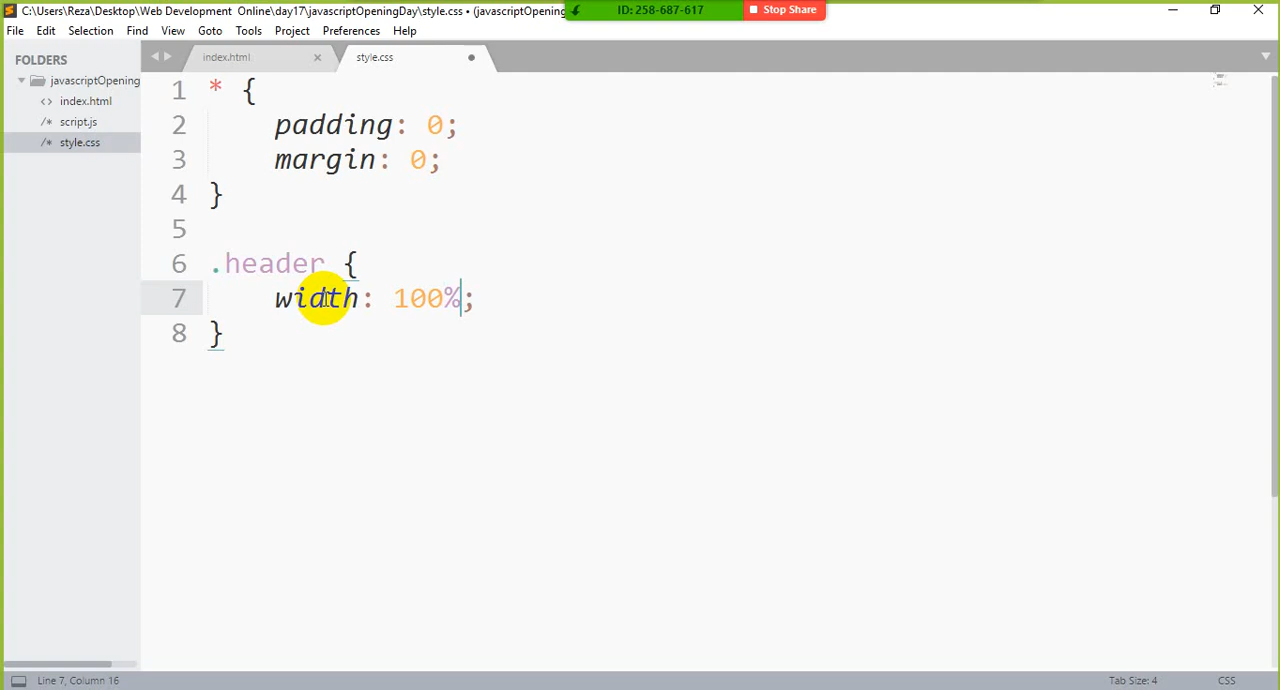 C:\Users\Reza\Desktop\Web Development Online\day17\javascriptOpeningDay\style.css • (javascriptOpening
ID: 258-687-617
Stop Share
File Edit Selection Find View Goto Tools Project Preferences Help
FOLDERS
javascriptOpening
<> index.html
/* script.js
/* style.css
index.html ×
style.css
1 * {
2 padding: 0;
3 margin: 0;
4 }
5
6 .header {
7 width: 100%;
8 }
Line 7, Column 16
Tab Size: 4
CSS